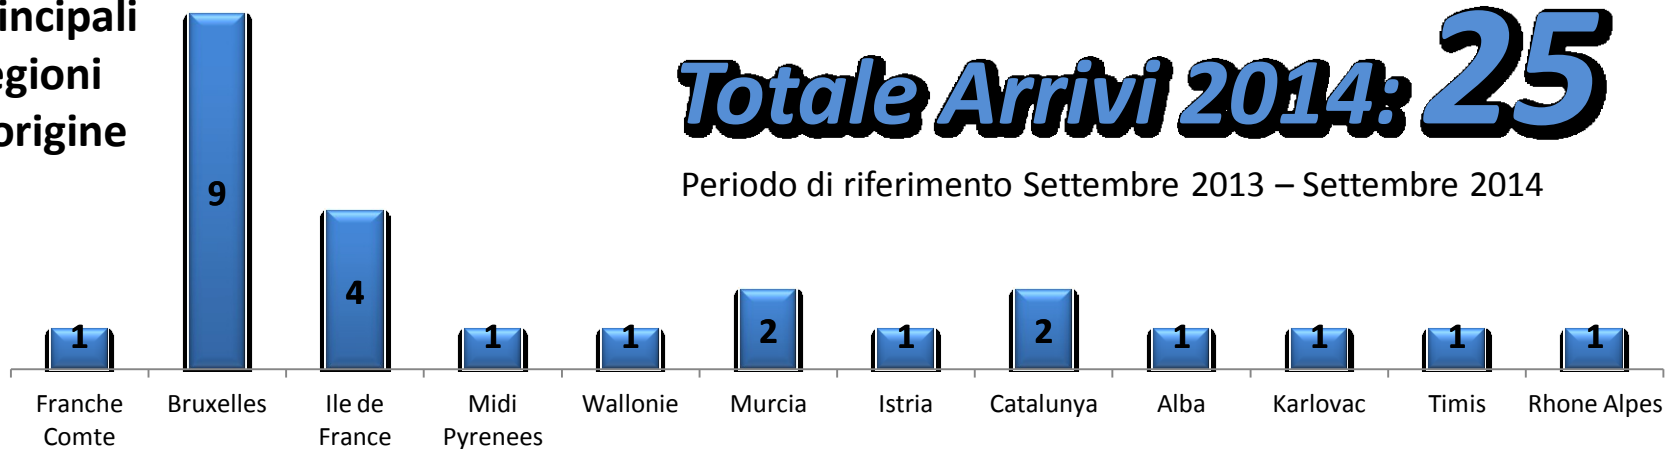 incipali
egioni
origine
Totale Arrivi 2014: 25
Periodo di riferimento Settembre 2013 – Settembre 2014
1 9 4 1 1 2 1 2 1 1 1 1
Franche Comte Bruxelles Ile de France Midi Pyrenees Wallonie Murcia Istria Catalunya Alba Karlovac Timis Rhone Alpes